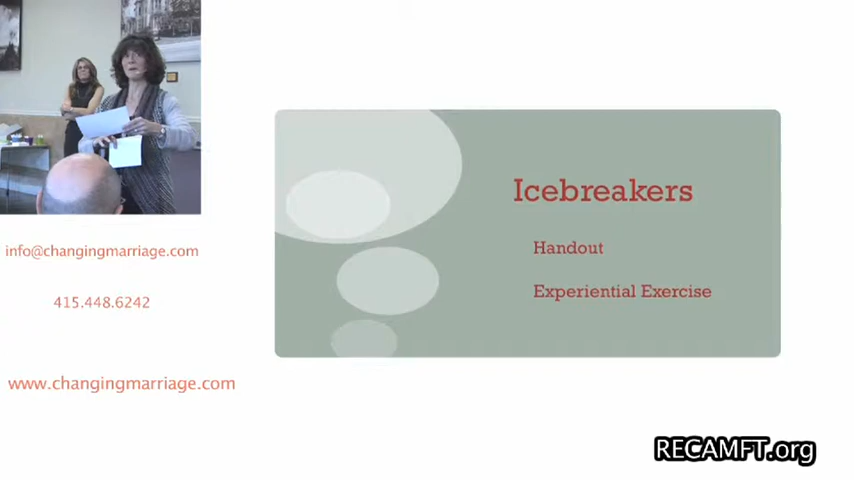 info@changingmarriage.com
415.448.6242
www.changingmarriage.com
Icebreakers
Handout
Experiential Exercise
RECAMFT.org